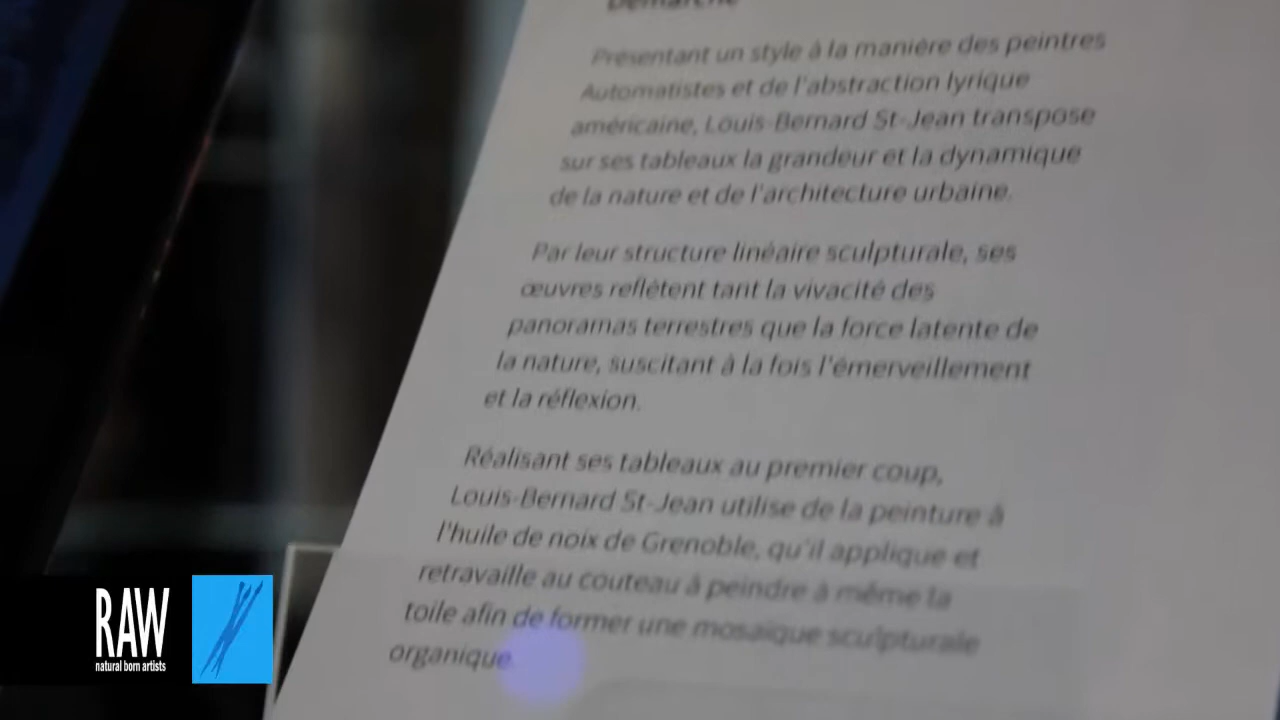 Démarche
Présentant un style à la manière des peintres
Automatistes et de l'abstraction lyrique
américaine, Louis-Bernard St-Jean transpose
sur ses tableaux la grandeur et la dynamique
de la nature et de l'architecture urbaine.
Par leur structure linéaire sculpturale, ses
œuvres reflètent tant la vivacité des
panoramas terrestres que la force latente de
la nature, suscitant à la fois l'émerveillement
et la réflexion.
Réalisant ses tableaux au premier coup,
Louis-Bernard St-Jean utilise de la peinture à
l'huile de noix de Grenoble, qu'il applique et
retravaille au couteau à peindre à même la
toile afin de former une mosaïque sculpturale
organique.
RAW
natural born artists